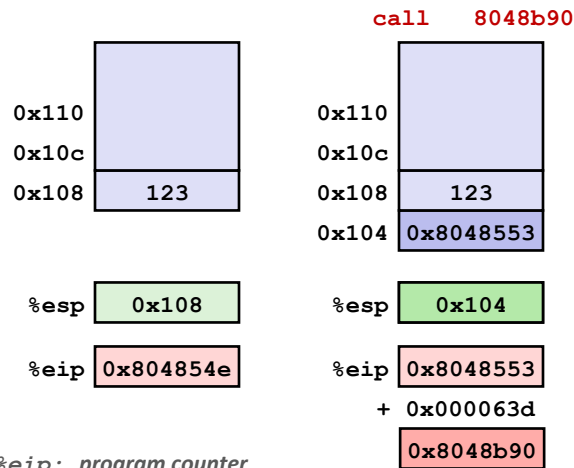 call 8048b90
0x110 0x110
0x10c 0x10c
0x108 123 0x108 123
0x104 0x8048553
%esp 0x108 %esp 0x104
%eip 0x804854e %eip 0x8048553
+ 0x000063d
0x8048b90
%eip: program counter